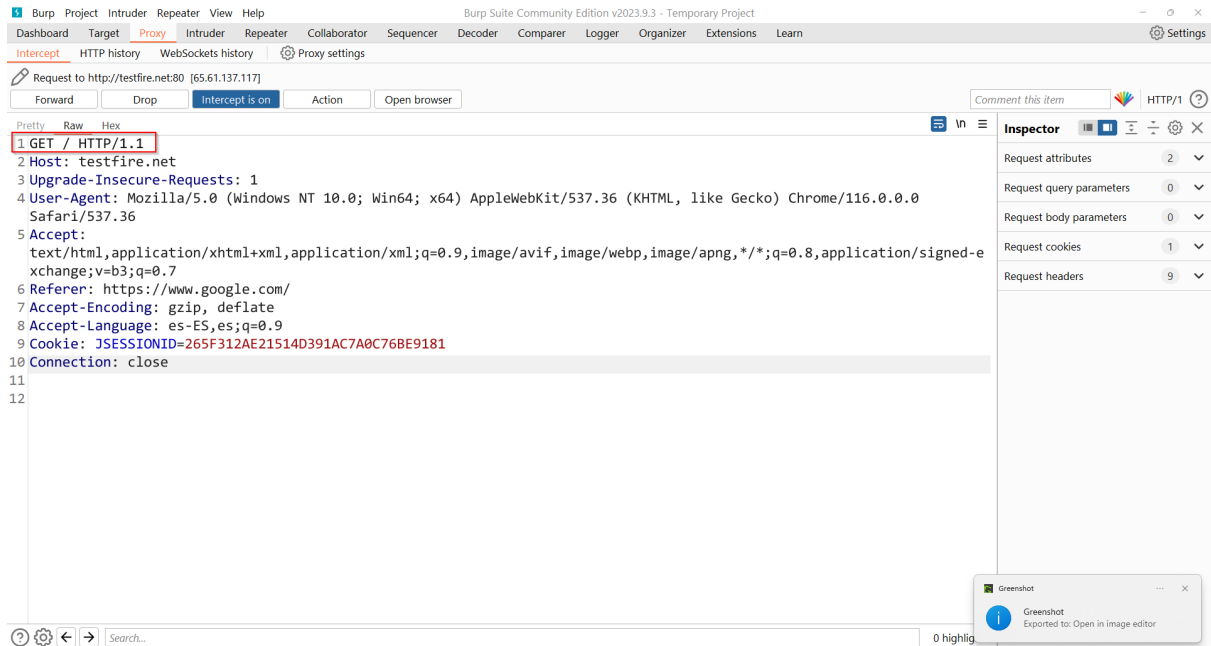 Burp Project Intruder Repeater View Help Burp Suite Community Edition v2023.9.3 - Temporary Project
Dashboard Target Proxy Intruder Repeater Collaborator Sequencer Decoder Comparer Logger Organizer Extensions Learn Settings
Intercept HTTP history WebSockets history Proxy settings
Request to http://testfire.net:80 [65.61.137.117]
Forward Drop Intercept is on Action Open browser Comment this item HTTP/1 ?
Pretty Raw Hex \n Inspector
1 GET / HTTP/1.1
2 Host: testfire.net
3 Upgrade-Insecure-Requests: 1
4 User-Agent: Mozilla/5.0 (Windows NT 10.0; Win64; x64) AppleWebKit/537.36 (KHTML, like Gecko) Chrome/116.0.0.0
Safari/537.36
5 Accept:
text/html,application/xhtml+xml,application/xml;q=0.9,image/avif,image/webp,image/apng,*/*;q=0.8,application/signed-e
xchange;v=b3;q=0.7
6 Referer: https://www.google.com/
7 Accept-Encoding: gzip, deflate
8 Accept-Language: es-ES,es;q=0.9
9 Cookie: JSESSIONID=265F312AE21514D391AC7A0C76BE9181
10 Connection: close
11
12
Request attributes 2
Request query parameters 0
Request body parameters 0
Request cookies 1
Request headers 9
Greenshot
Greenshot
Exported to: Open in image editor
? Search... 0 highlig